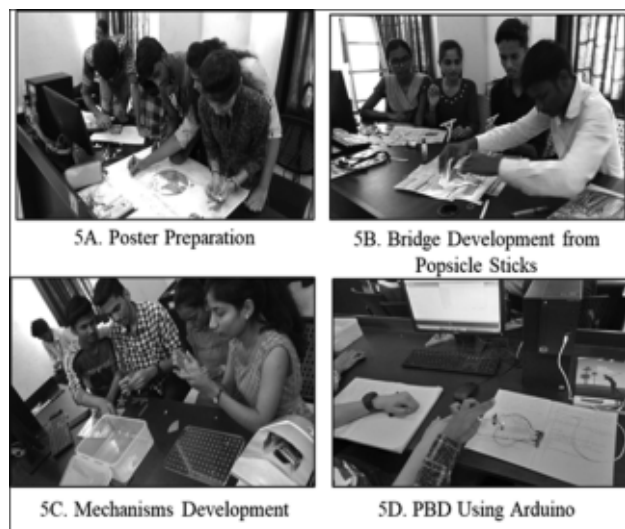 5A. Poster Preparation
5B. Bridge Development from
Popsicle Sticks
5C. Mechanisms Development
5D. PBD Using Arduino